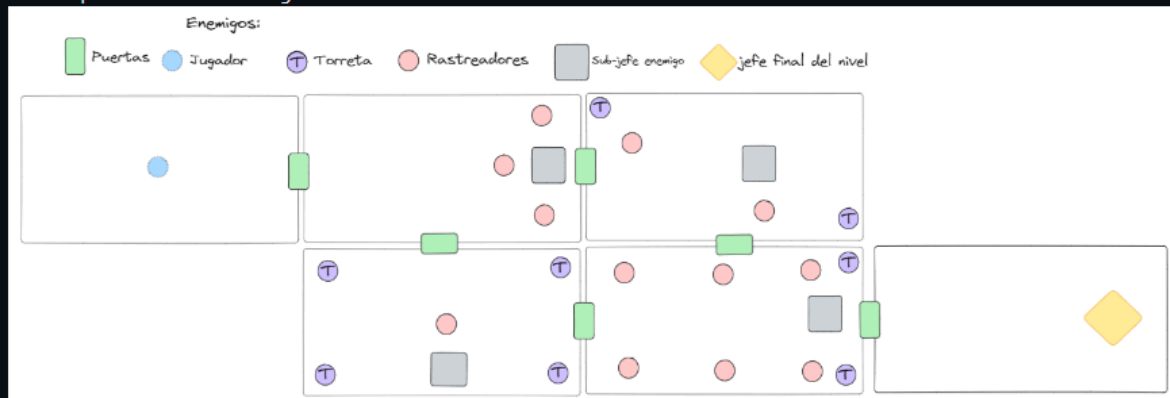 Enemigos:
Puertas
Jugador
T Torreta
Rastreadores
Sub-jefe enemigo
jefe final del nivel
T
T
T
T
T
T
T
T